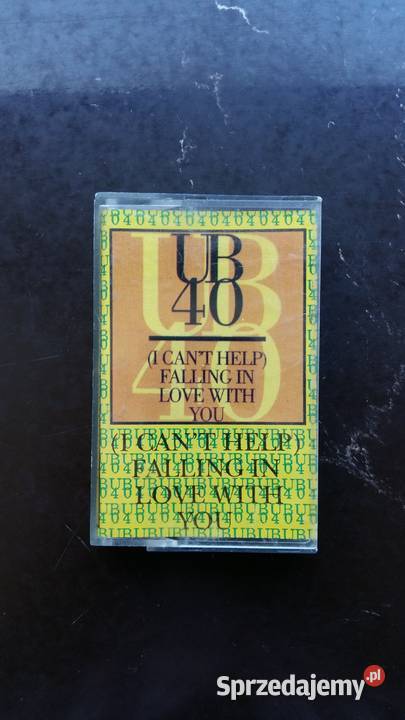 UB
40
(I CAN'T HELP)
FALLING IN
LOVE WITH
YOU
(I CAN'T HELP)
FALLING IN
LOVE WITH
YOU
Sprzedajemy.pl